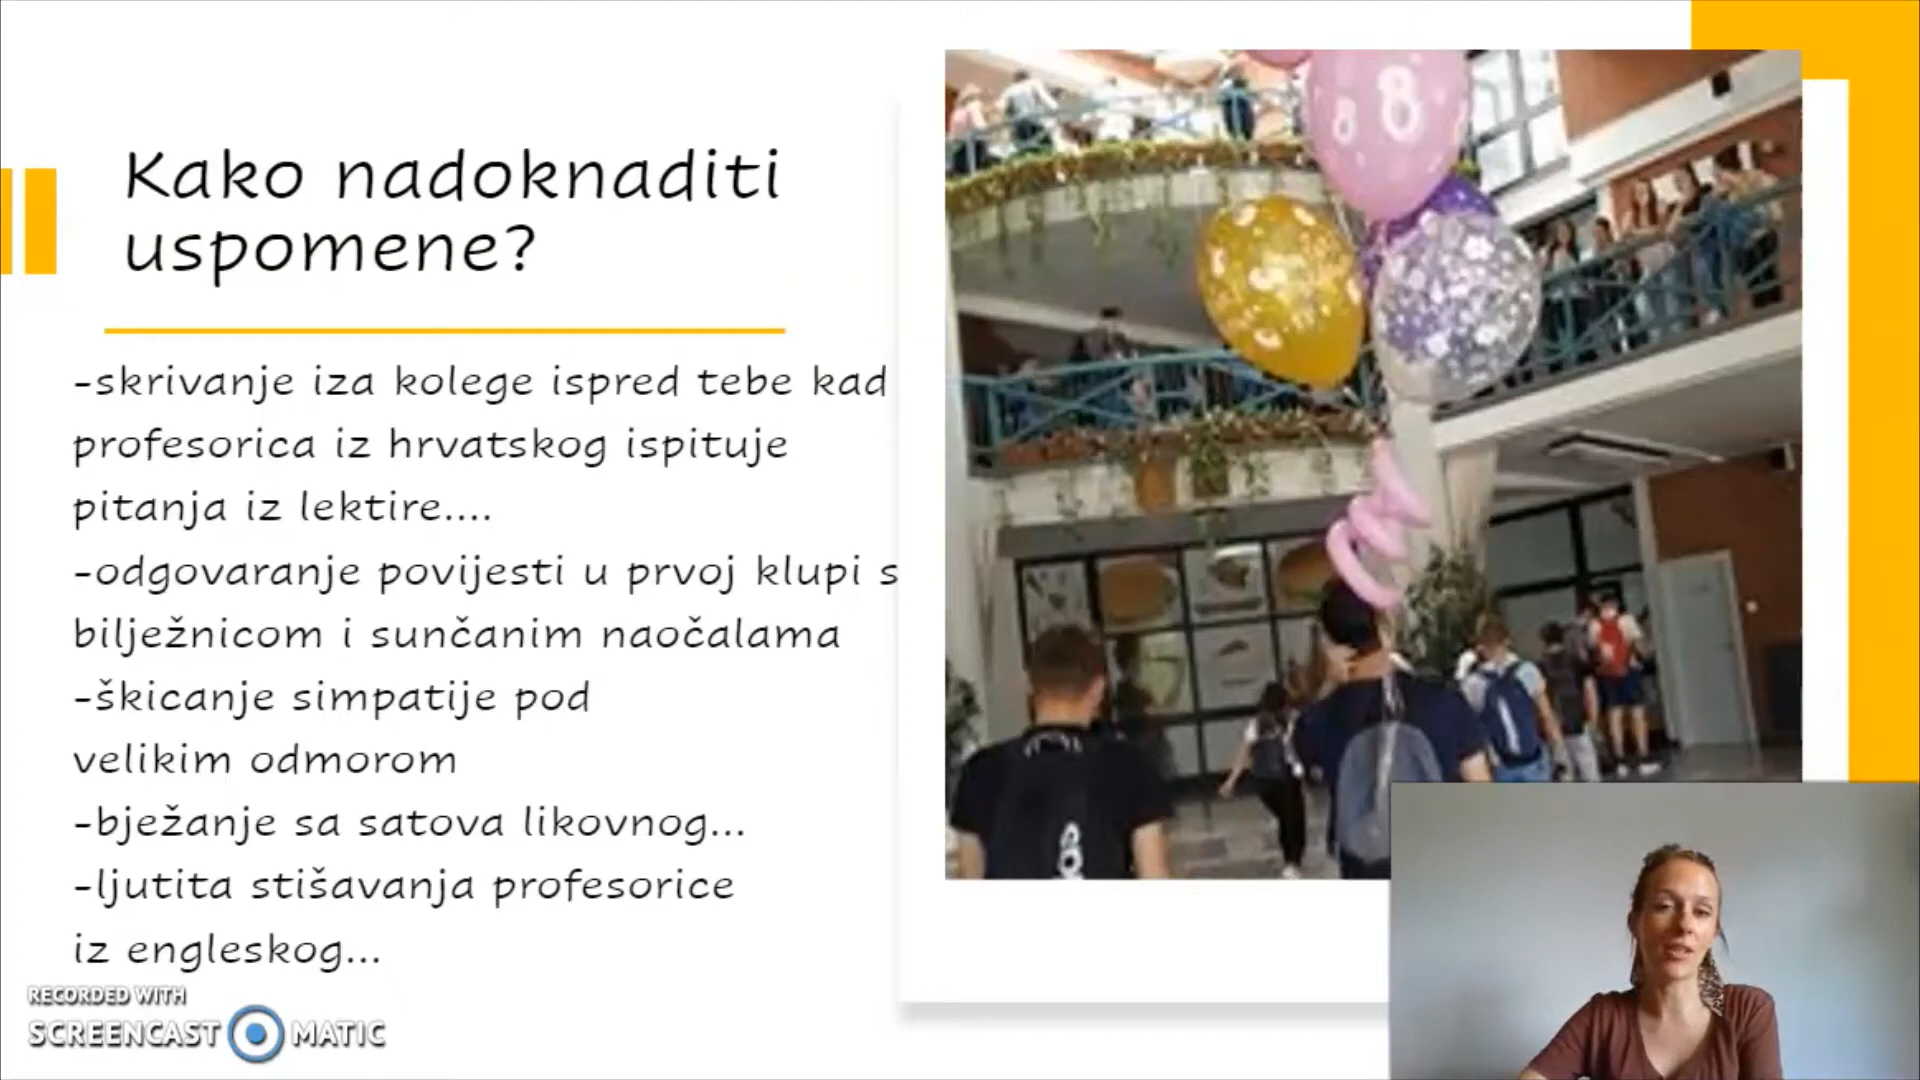 Kako nadoknaditi
uspomene?
-skrivanje iza kolege ispred tebe kad
profesorica iz hrvatskog ispituje
pitanja iz lektire....
-odgovaranje povijesti u prvoj klupi s
bilježnicom i sunčanim naočalama
-škicanje simpatije pod
velikim odmorom
-bježanje sa satova likovnog...
-ljutita stišavanja profesorice
iz engleskog...
RECORDED WITH
SCREENCAST MATIC
8
8